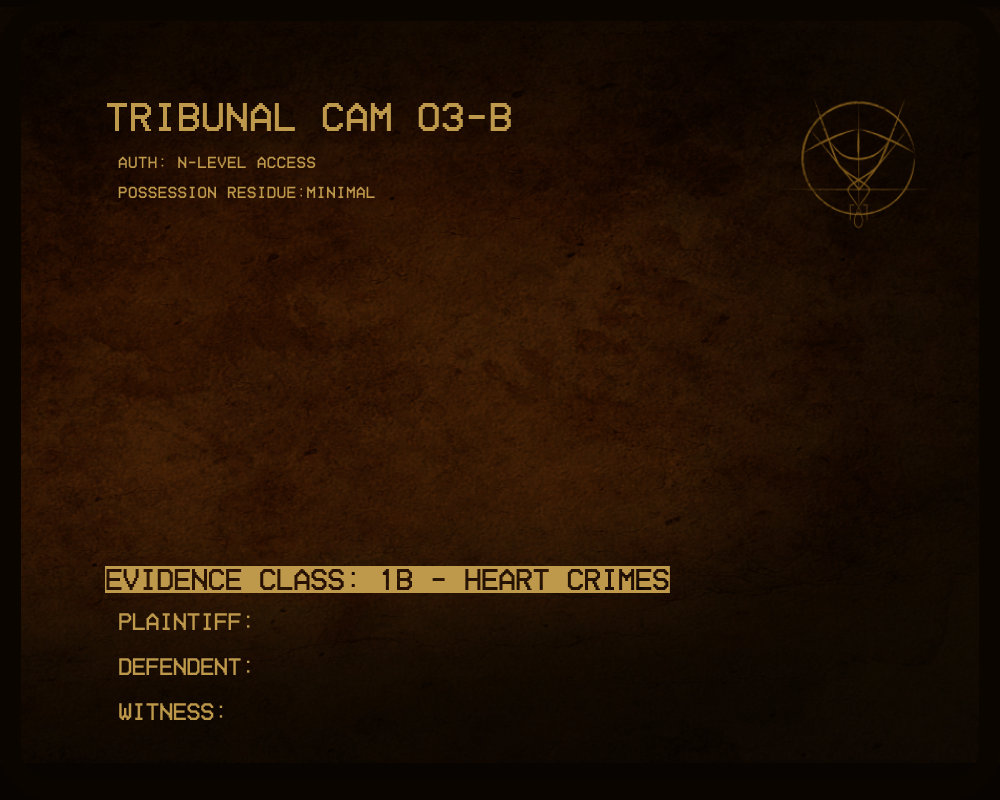 TRIBUNAL CAM 03-B
AUTH: N-LEVEL ACCESS
POSSESSION RESIDUE:MINIMAL
EVIDENCE CLASS: 1B - HEART CRIMES
PLAINTIFF:
DEFENDENT:
WITNESS: